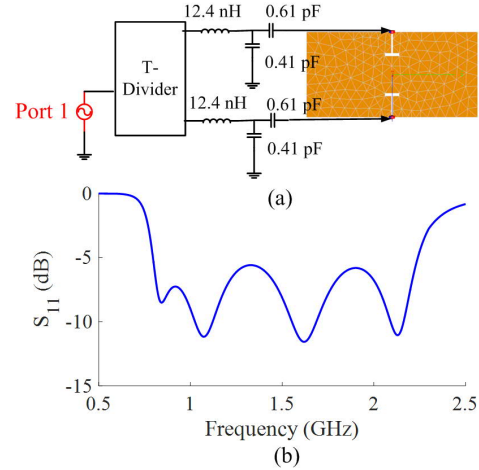 12.4 nH 0.61 pF
0.41 pF
T-
Divider
Port 1
12.4 nH 0.61 pF
0.41 pF
(a)
0
-5
-10
-15
S11 (dB)
0.5 1 1.5 2 2.5
Frequency (GHz)
(b)